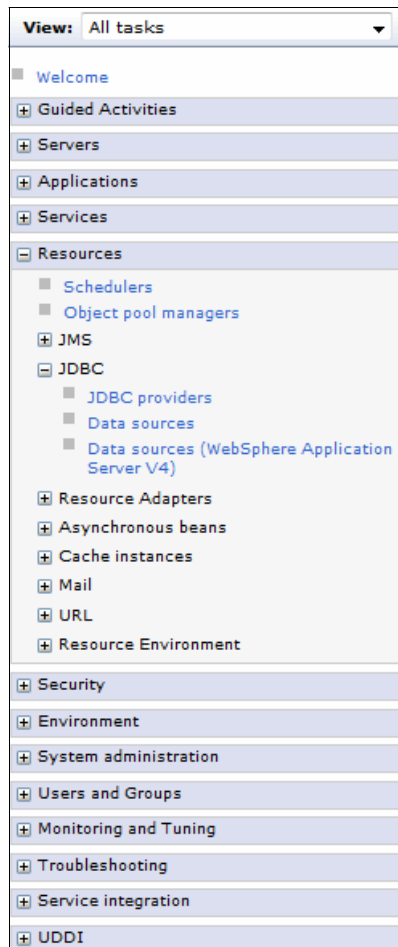 View: All tasks
Welcome
Guided Activities
Servers
Applications
Services
Resources
Schedulers
Object pool managers
JMS
JDBC
JDBC providers
Data sources
Data sources (WebSphere Application
Server V4)
Resource Adapters
Asynchronous beans
Cache instances
Mail
URL
Resource Environment
Security
Environment
System administration
Users and Groups
Monitoring and Tuning
Troubleshooting
Service integration
UDDI